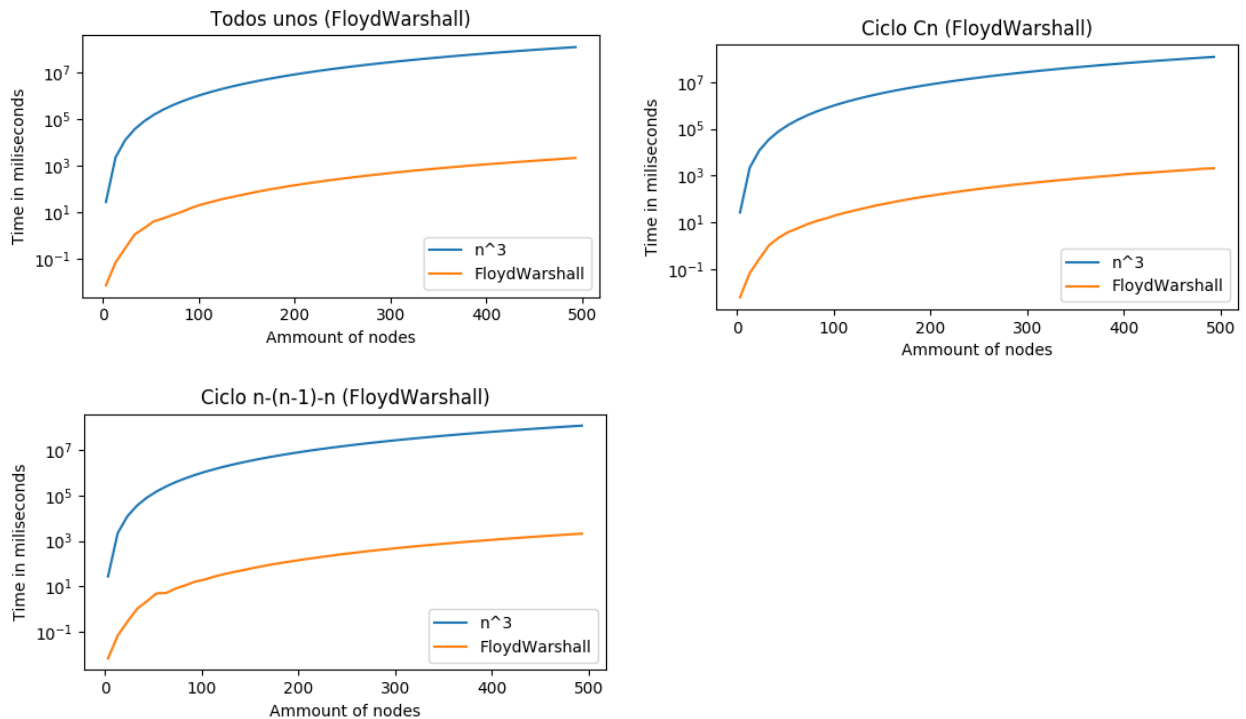 Todos unos (FloydWarshall)
Time in miliseconds
10^7
10^5
10^3
10^1
10^-1
n^3
FloydWarshall
0 100 200 300 400 500
Ammount of nodes
Ciclo Cn (FloydWarshall)
Time in miliseconds
10^7
10^5
10^3
10^1
10^-1
n^3
FloydWarshall
0 100 200 300 400 500
Ammount of nodes
Ciclo n-(n-1)-n (FloydWarshall)
Time in miliseconds
10^7
10^5
10^3
10^1
10^-1
n^3
FloydWarshall
0 100 200 300 400 500
Ammount of nodes